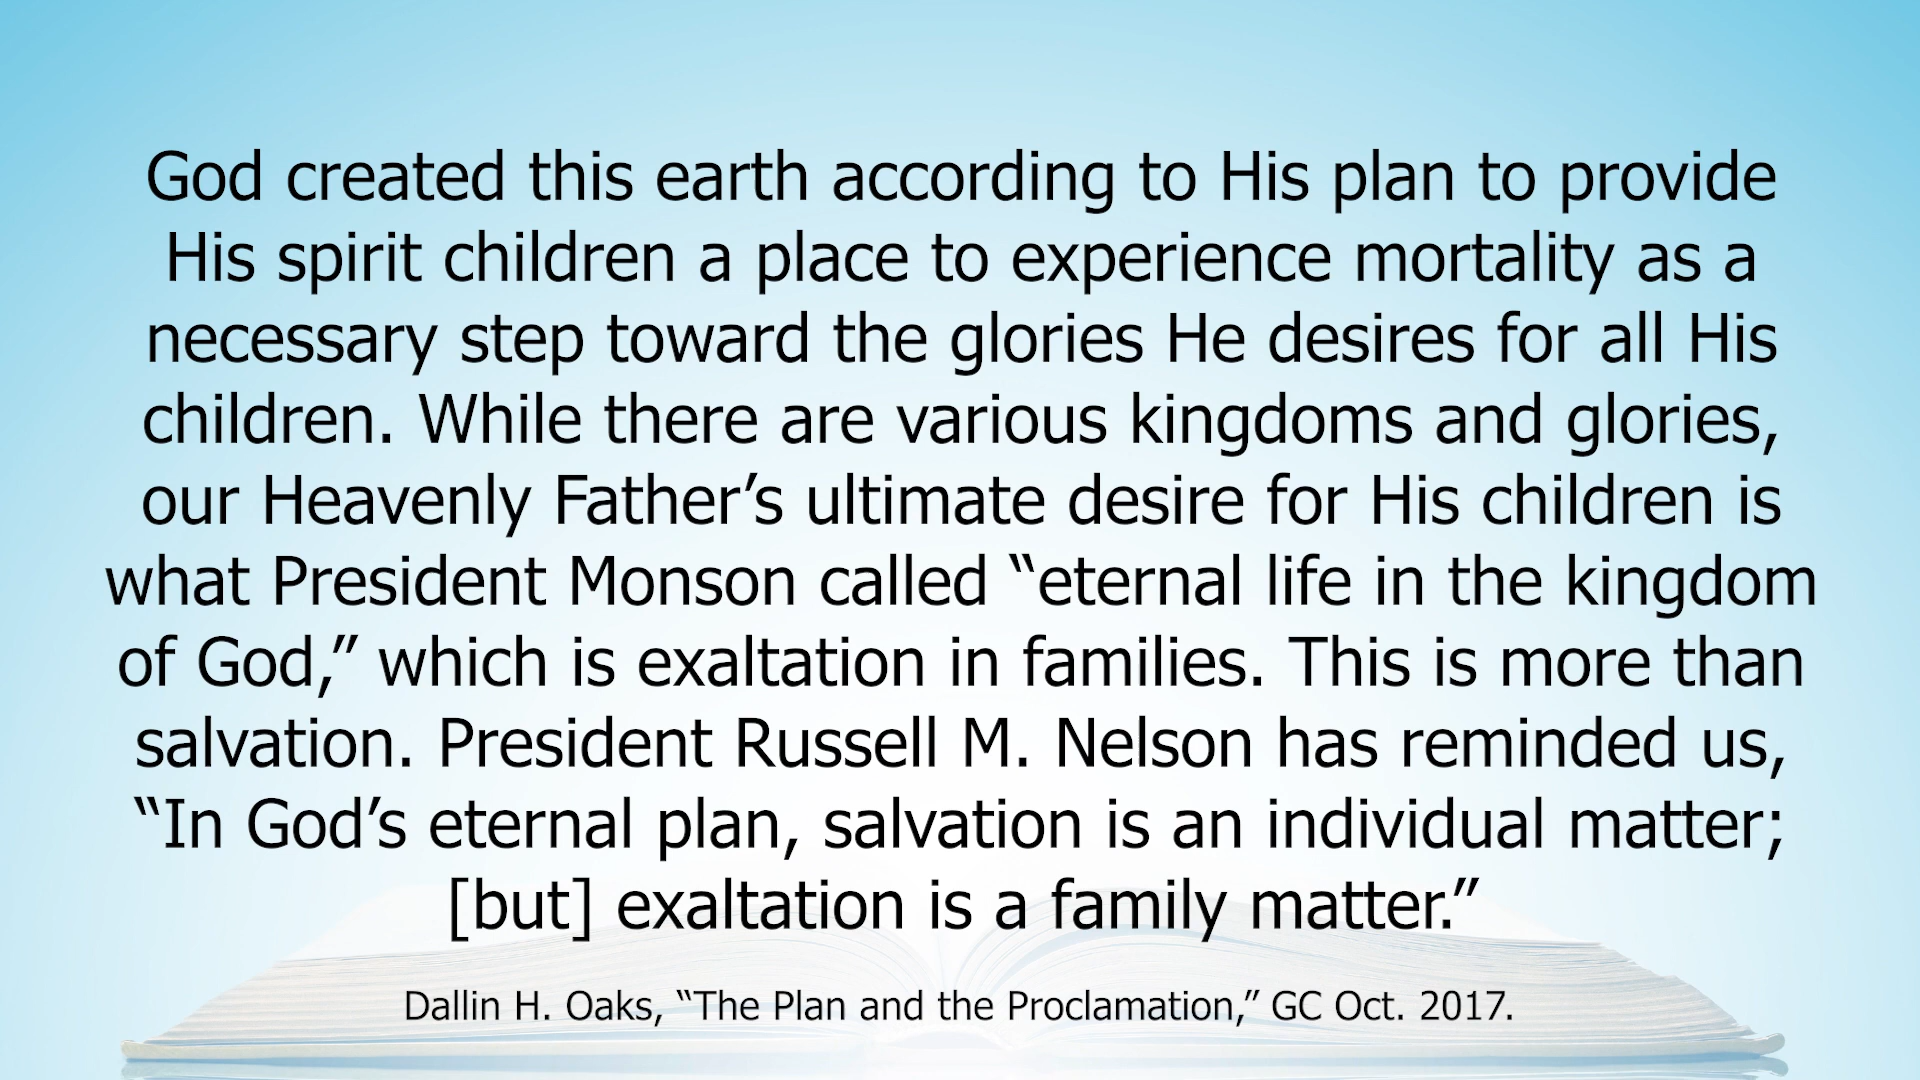 God created this earth according to His plan to provide
His spirit children a place to experience mortality as a
necessary step toward the glories He desires for all His
children. While there are various kingdoms and glories,
our Heavenly Father’s ultimate desire for His children is
what President Monson called “eternal life in the kingdom
of God,” which is exaltation in families. This is more than
salvation. President Russell M. Nelson has reminded us,
“In God’s eternal plan, salvation is an individual matter;
[but] exaltation is a family matter.”
Dallin H. Oaks, “The Plan and the Proclamation,” GC Oct. 2017.